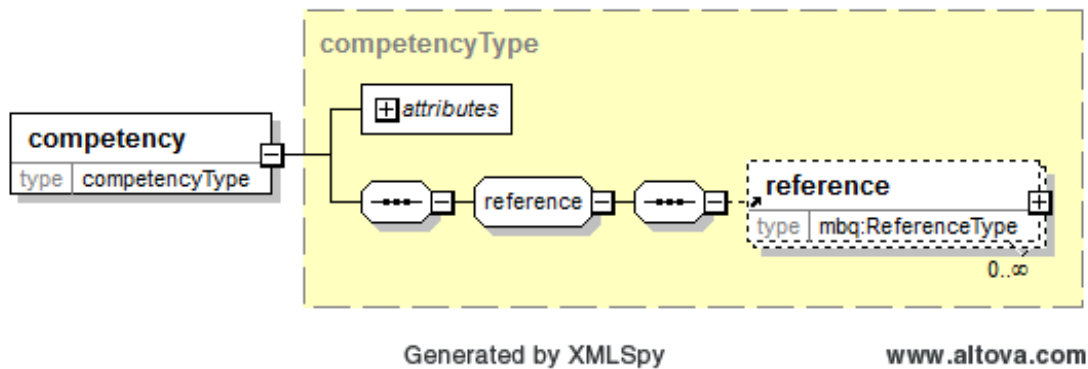 competencyType
attributes
competency
type competencyType
reference
reference
type mbq:ReferenceType
0..∞
Generated by XMLSpy www.altova.com